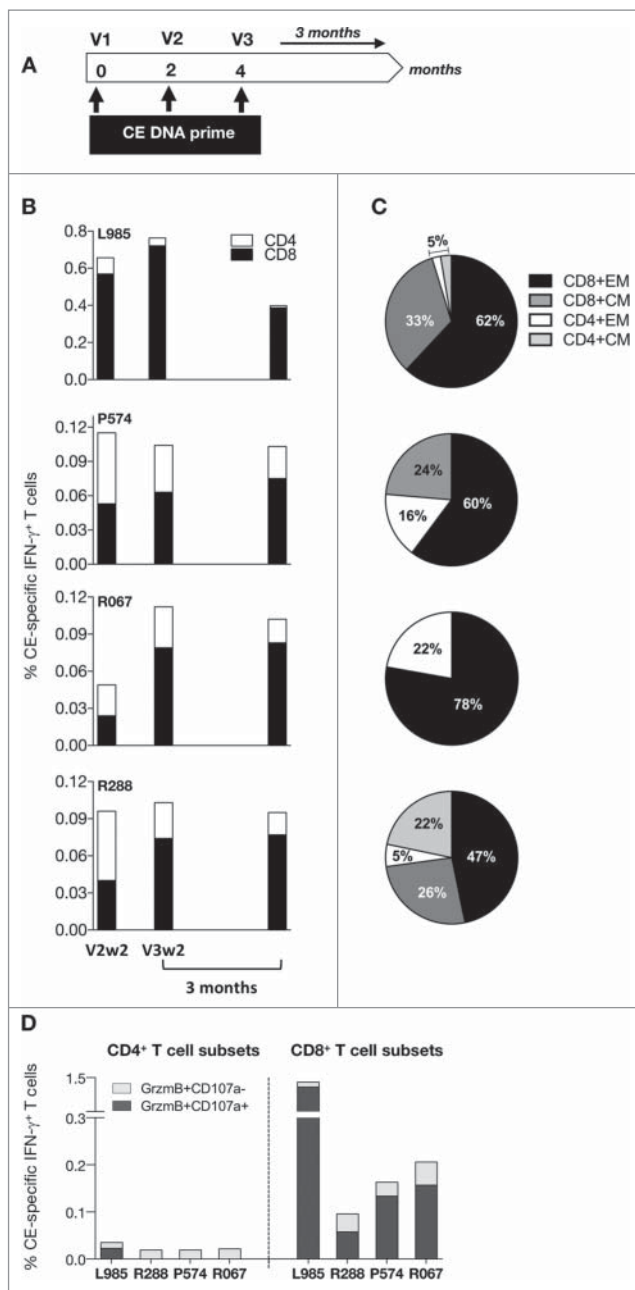 A
V1 V2 V3 3 months
0 2 4 months
CE DNA prime
B
L985
CD4
CD8
0.8
0.6
0.4
0.2
0.0
P574
0.12
0.09
0.06
0.03
0.00
R067
0.12
0.09
0.06
0.03
0.00
R288
0.12
0.09
0.06
0.03
0.00
% CE-specific IFN-γ+ T cells
V2w2 V3w2
3 months
C
5%
33% 62%
CD8+EM
CD8+CM
CD4+EM
CD4+CM
24%
16% 60%
22%
78%
22%
5% 47%
26%
D
CD4+ T cell subsets CD8+ T cell subsets
GrzmB+CD107a-
GrzmB+CD107a+
% CE-specific IFN-γ+ T cells
1.5
0.3
0.2
0.1
0.0
L985 R288 P574 R067 L985 R288 P574 R067